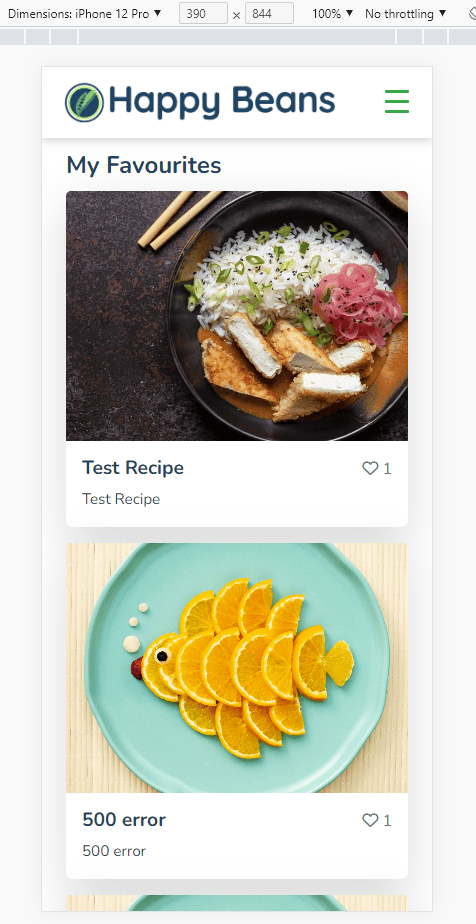 Dimensions: iPhone 12 Pro ▼ 390 × 844 100% ▼ No throttling ▼
Happy Beans
My Favourites
Test Recipe 1
Test Recipe
500 error 1
500 error